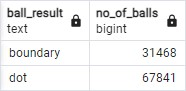 ball_result no_of_balls
text bigint
boundary 31468
dot 67841